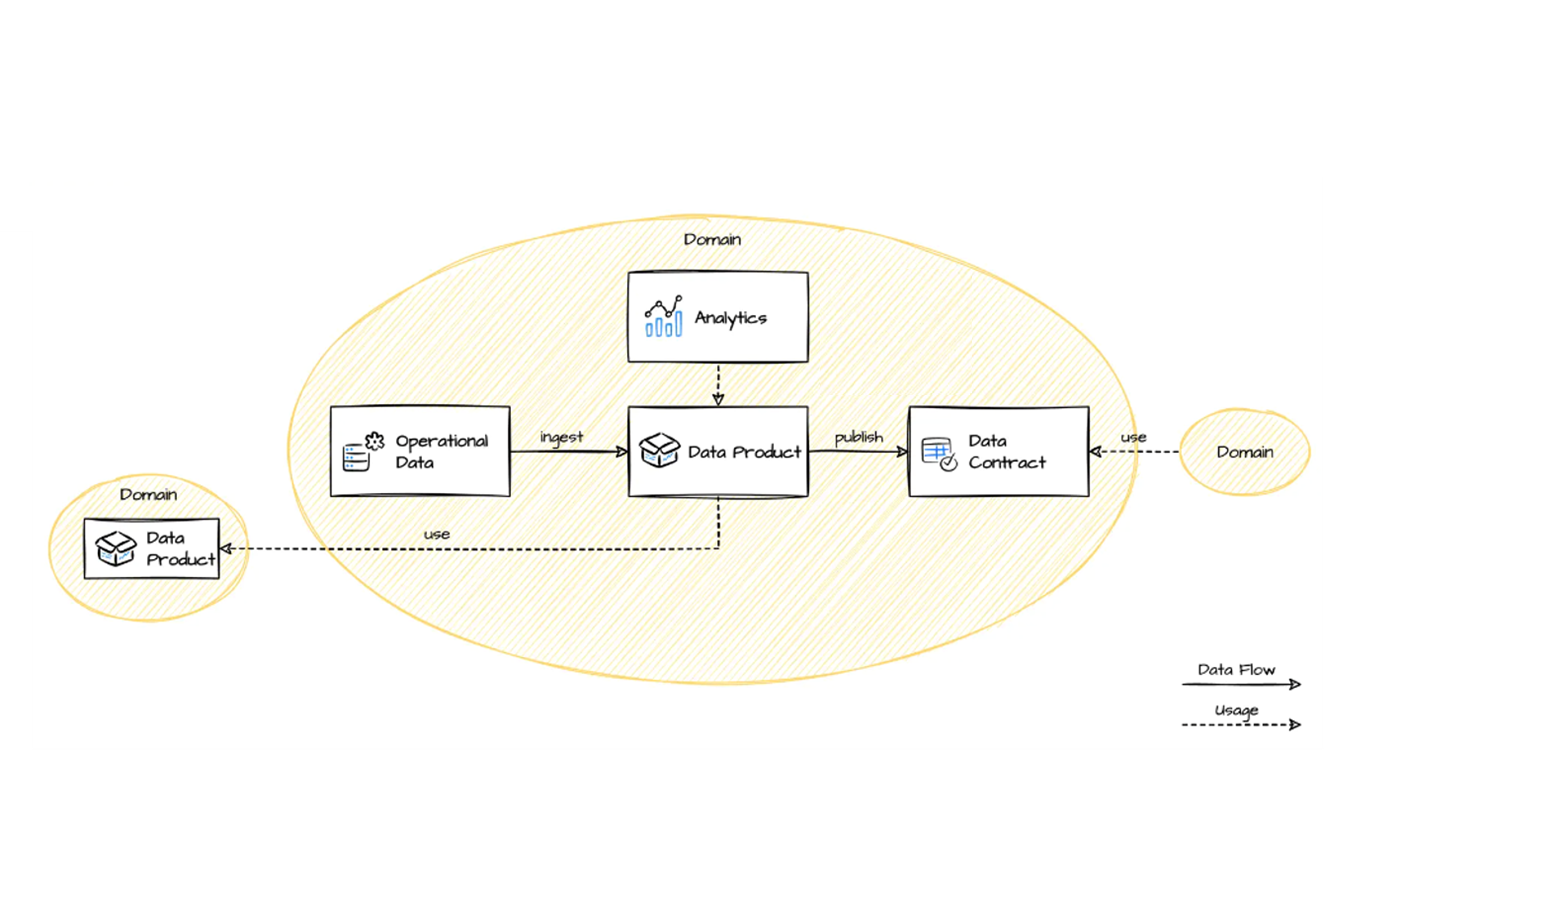 Domain
Analytics
Operational
Data
ingest
Data Product
publish
Data
Contract
use
Domain
Domain
Data
Product
use
Data Flow
Usage